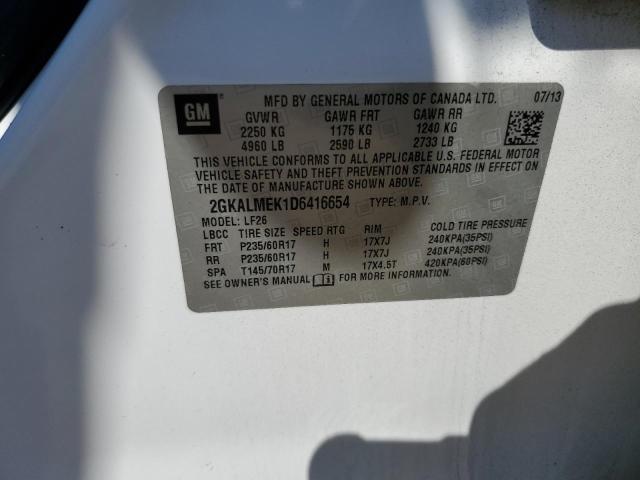 GM ® MFD BY GENERAL MOTORS OF CANADA LTD. 07/13
GVWR GAWR FRT GAWR RR
2250 KG 1175 KG 1240 KG
4960 LB 2590 LB 2733 LB
THIS VEHICLE CONFORMS TO ALL APPLICABLE U.S. FEDERAL MOTOR
VEHICLE SAFETY AND THEFT PREVENTION STANDARDS IN EFFECT ON
THE DATE OF MANUFACTURE SHOWN ABOVE.
2GKALMEK1D6416654 TYPE: M.P.V.
MODEL: LF26
LBCC TIRE SIZE SPEED RTG RIM COLD TIRE PRESSURE
FRT P235/60R17 H 17X7J 240KPA(35PSI)
RR P235/60R17 H 17X7J 240KPA(35PSI)
SPA T145/70R17 M 17X4.5T 420KPA(60PSI)
SEE OWNER'S MANUAL FOR MORE INFORMATION.